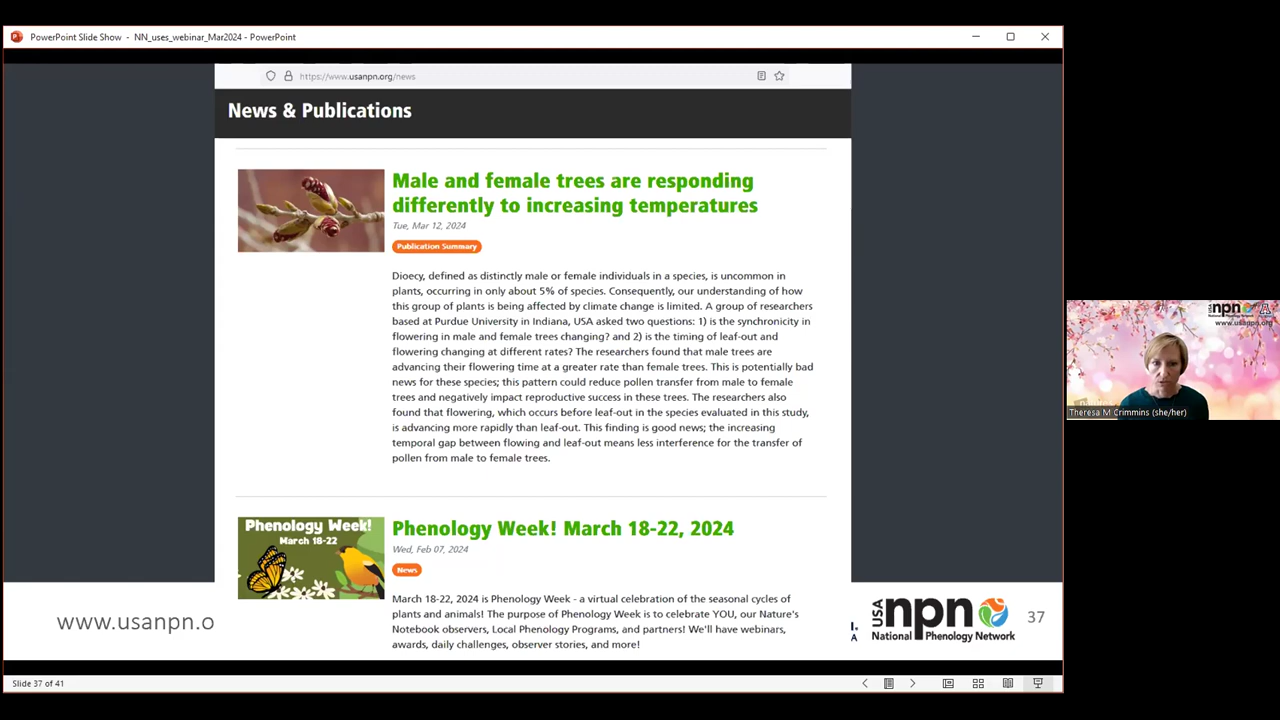 PowerPoint Slide Show - NN_uses_webinar_Mar2024 - PowerPoint
https://www.usanpn.org/news
News & Publications
Male and female trees are responding
differently to increasing temperatures
Tue, Mar 12, 2024
Publication Summary
Dioecy, defined as distinctly male or female individuals in a species, is uncommon in
plants, occurring in only about 5% of species. Consequently, our understanding of how
this group of plants is being affected by climate change is limited. A group of researchers
based at Purdue University in Indiana, USA asked two questions: 1) is the synchronicity in
flowering in male and female trees changing? and 2) is the timing of leaf-out and
flowering changing at different rates? The researchers found that male trees are
advancing their flowering time at a greater rate than female trees. This is potentially bad
news for these species; this pattern could reduce pollen transfer from male to female
trees and negatively impact reproductive success in these trees. The researchers also
found that flowering, which occurs before leaf-out in the species evaluated in this study,
is advancing more rapidly than leaf-out. This finding is good news; the increasing
temporal gap between flowing and leaf-out means less interference for the transfer of
pollen from male to female trees.
Phenology Week!
March 18-22
Phenology Week! March 18-22, 2024
Wed, Feb 07, 2024
News
March 18-22, 2024 is Phenology Week - a virtual celebration of the seasonal cycles of
plants and animals! The purpose of Phenology Week is to celebrate YOU, our Nature's
Notebook observers, Local Phenology Programs, and partners! We'll have webinars,
awards, daily challenges, observer stories, and more!
www.usanpn.o
USA npn
National Phenology Network
37
Slide 37 of 41
USA npn
National Phenology Network
www.usanpn.org
Theresa M Crimmins (she/her)